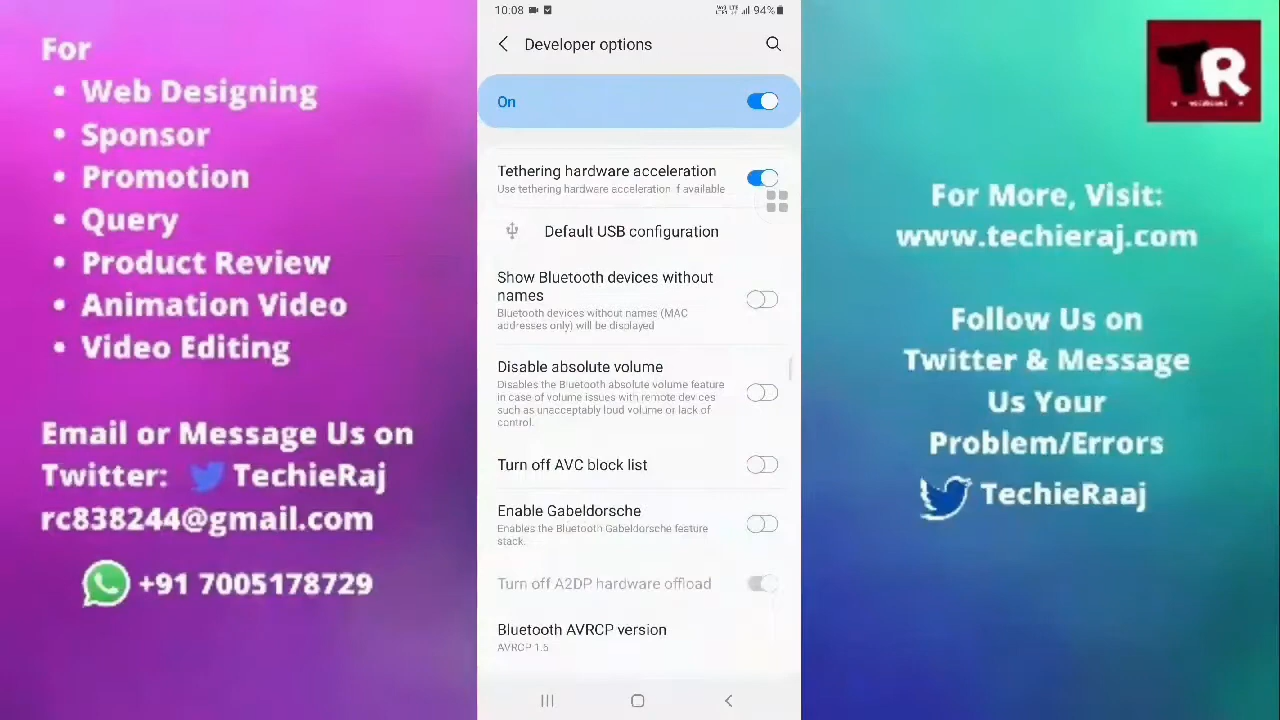 For
• Web Designing
• Sponsor
• Promotion
• Query
• Product Review
• Animation Video
• Video Editing
Email or Message Us on
Twitter: TechieRaj
rc838244@gmail.com
+91 7005178729
10.08
94%
Developer options
On
Tethering hardware acceleration
Use tethering hardware acceleration if available
Default USB configuration
Show Bluetooth devices without
names
Bluetooth devices without names (MAC
addresses only) will be displayed
Disable absolute volume
Disables the Bluetooth absolute volume feature
in case of volume issues with remote devices
such as unacceptably loud volume or lack of
control.
Turn off AVC block list
Enable Gabeldorsche
Enables the Bluetooth Gabeldorsche feature
stack.
Turn off A2DP hardware offload
Bluetooth AVRCP version
AVRCP 1.5
TR
For More, Visit:
www.techieraj.com
Follow Us on
Twitter & Message
Us Your
Problem/Errors
TechieRaaj